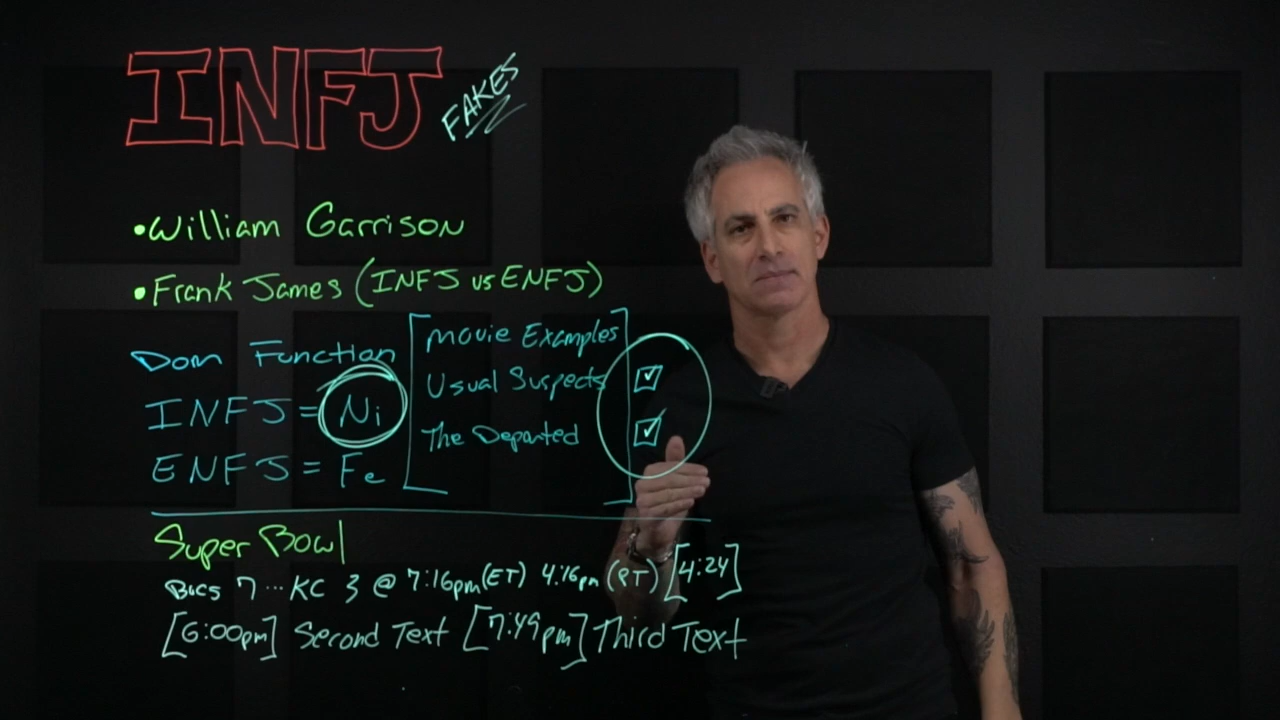 INFJ FAKES
•William Garrison
•Frank James (INFJ vs ENFJ)
Dom Function
INFJ = Ni
ENFJ = Fe
[Movie Examples
Usual Suspects ☑
The Departed ☑]
Super Bowl
Bucs 7 ... KC 3 @ 7:16pm (ET) 4:16pm (PT) [4:24]
[6:00pm] Second Text [7:49pm] Third Text